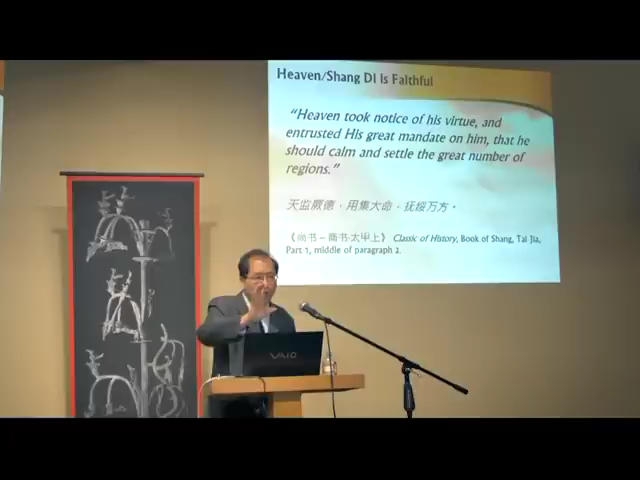 Heaven/Shang Di Is Faithful
“Heaven took notice of his virtue, and
entrusted His great mandate on him, that he
should calm and settle the great number of
regions.”
天监厥德，用集大命，抚绥万方。
《尚书 – 商书·太甲上》 Classic of History, Book of Shang, Tai Jia,
Part 1, middle of paragraph 2.
VAIO